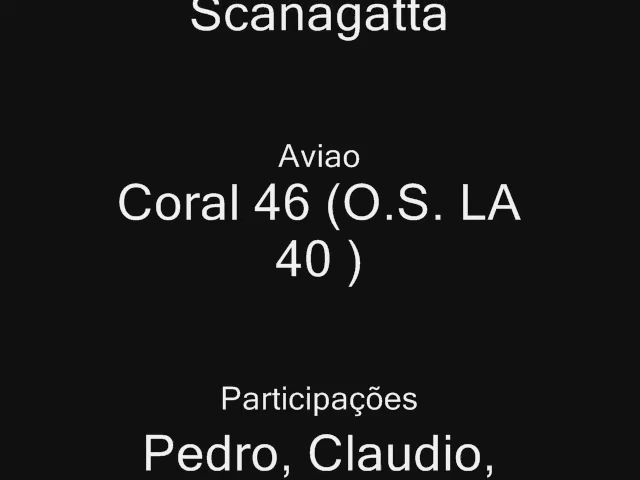 Scanagatta
Aviao
Coral 46 (O.S. LA
40 )
Participações
Pedro, Claudio,